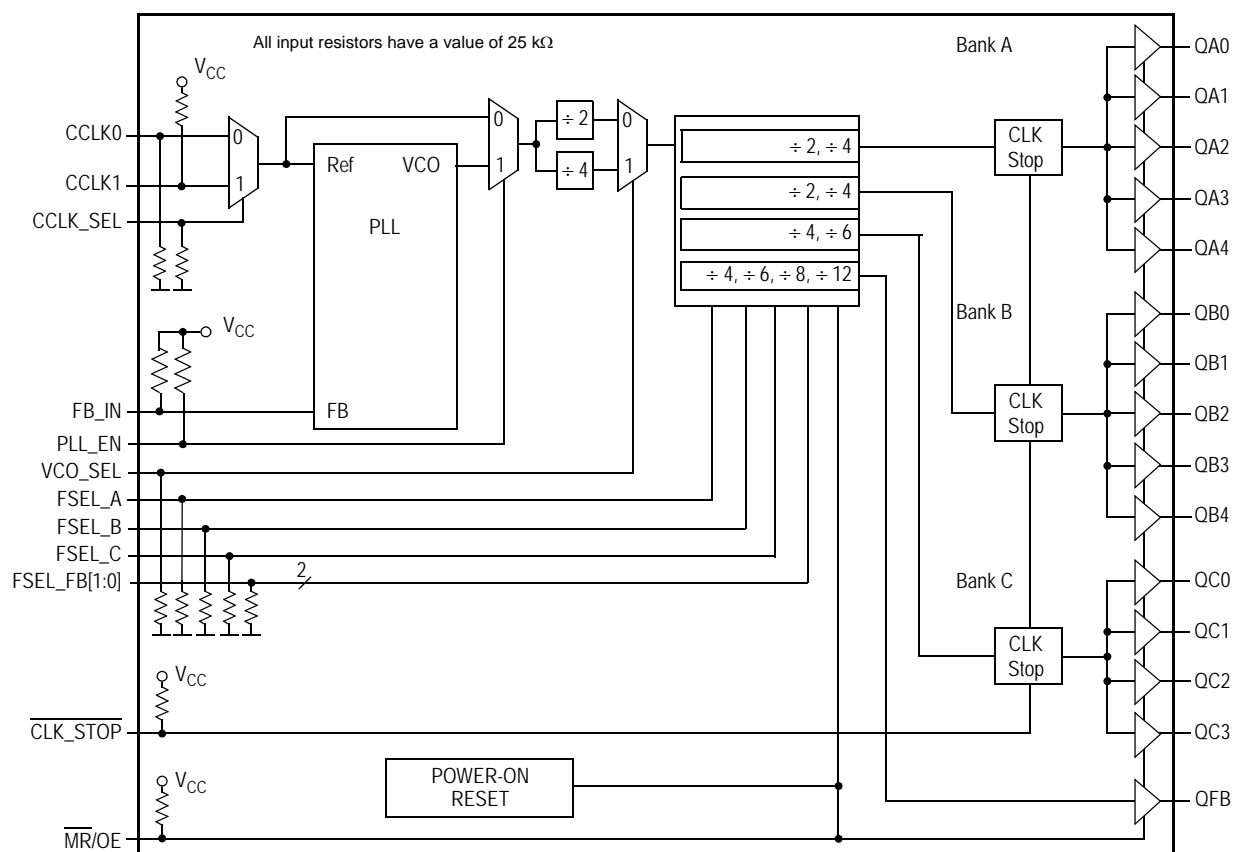 All input resistors have a value of 25 kΩ
Bank A
VCC
CCLK0
CCLK1
CCLK_SEL
0
1
Ref
VCO
PLL
FB
0
1
÷ 2
÷ 4
0
1
÷ 2, ÷ 4
÷ 2, ÷ 4
÷ 4, ÷ 6
÷ 4, ÷ 6, ÷ 8, ÷ 12
CLK
Stop
QA0
QA1
QA2
QA3
QA4
VCC
FB_IN
PLL_EN
VCO_SEL
FSEL_A
FSEL_B
FSEL_C
FSEL_FB[1:0]
2
Bank B
CLK
Stop
QB0
QB1
QB2
QB3
QB4
Bank C
CLK
Stop
QC0
QC1
QC2
QC3
VCC
CLK_STOP
VCC
MR/OE
POWER-ON
RESET
QFB